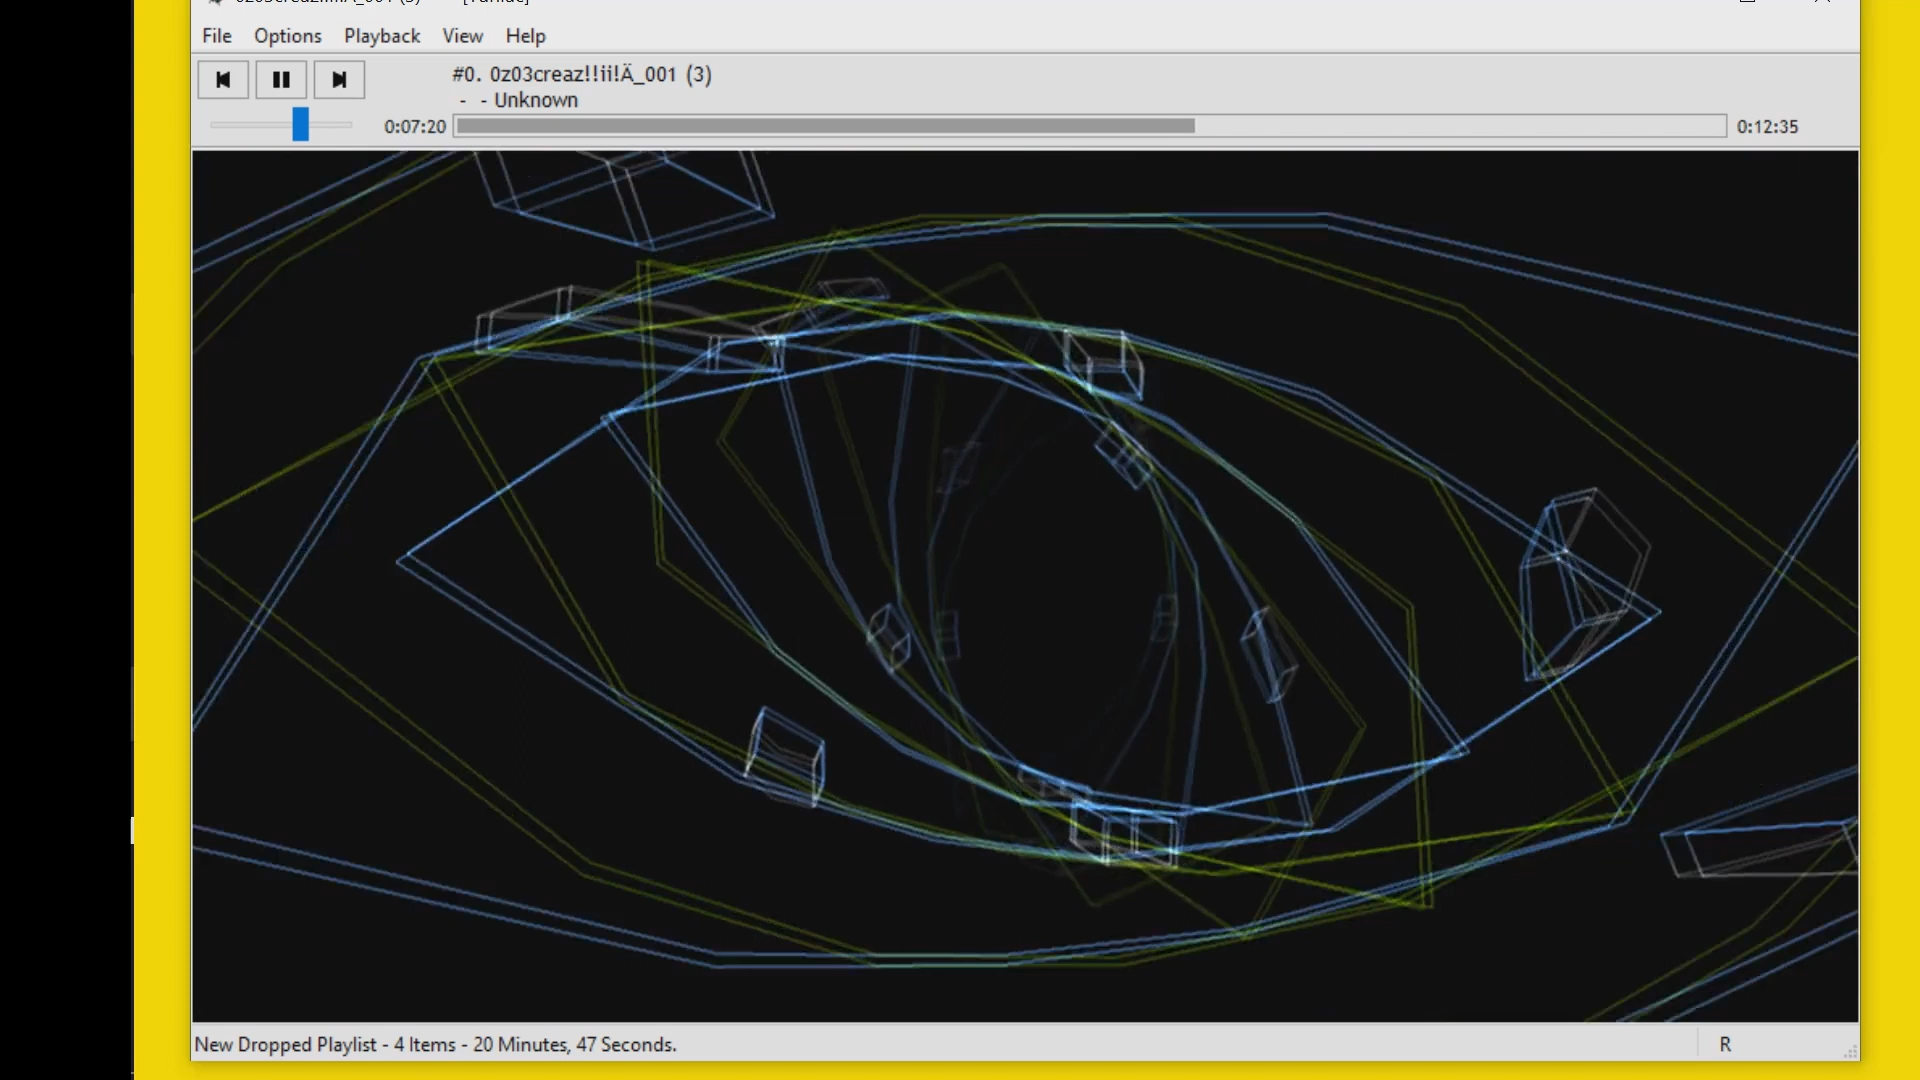 File Options Playback View Help
#0. 0z03creaz!!ii!Ä_001 (3)
- - Unknown
0:07:20
0:12:35
New Dropped Playlist - 4 Items - 20 Minutes, 47 Seconds.
R